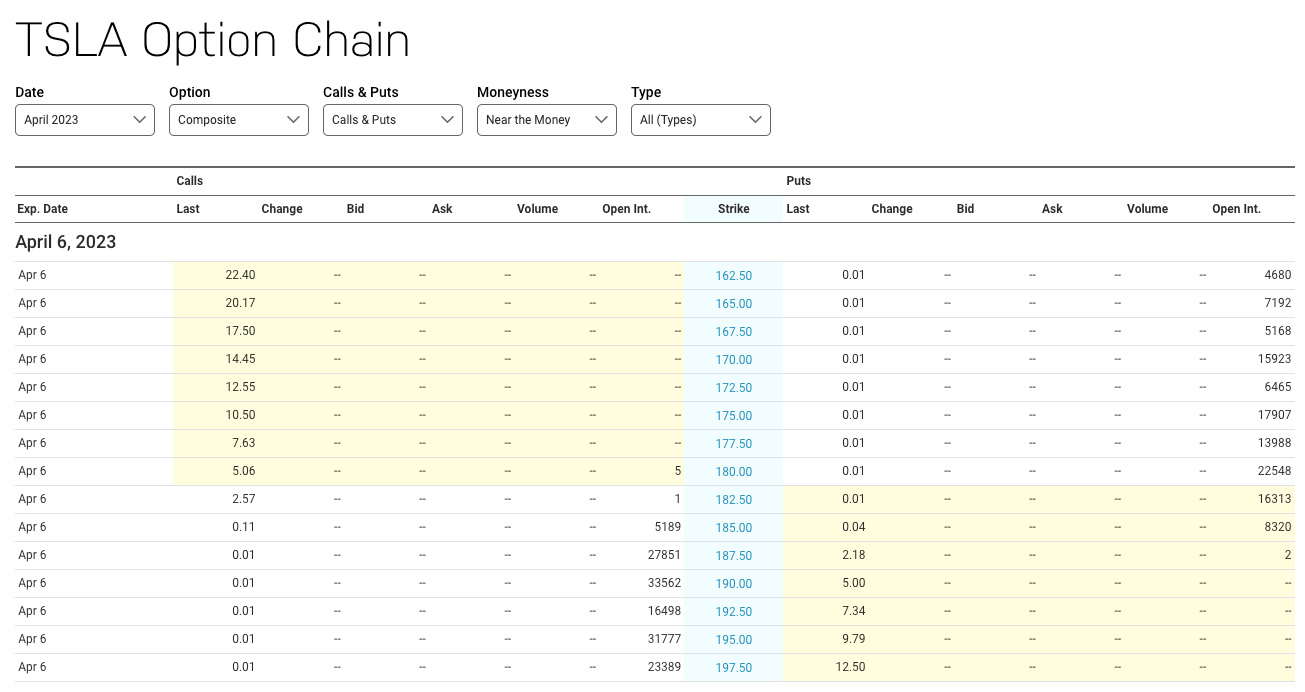 TSLA Option Chain
Date Option Calls & Puts Moneyness Type
April 2023 Composite Calls & Puts Near the Money All (Types)
Calls Puts
Exp. Date Last Change Bid Ask Volume Open Int. Strike Last Change Bid Ask Volume Open Int.
April 6, 2023
Apr 6 22.40 -- -- -- -- -- 162.50 0.01 -- -- -- -- 4680
Apr 6 20.17 -- -- -- -- -- 165.00 0.01 -- -- -- -- 7192
Apr 6 17.50 -- -- -- -- -- 167.50 0.01 -- -- -- -- 5168
Apr 6 14.45 -- -- -- -- -- 170.00 0.01 -- -- -- -- 15923
Apr 6 12.55 -- -- -- -- -- 172.50 0.01 -- -- -- -- 6465
Apr 6 10.50 -- -- -- -- -- 175.00 0.01 -- -- -- -- 17907
Apr 6 7.63 -- -- -- -- -- 177.50 0.01 -- -- -- -- 13988
Apr 6 5.06 -- -- -- -- 5 180.00 0.01 -- -- -- -- 22548
Apr 6 2.57 -- -- -- -- 1 182.50 0.01 -- -- -- -- 16313
Apr 6 0.11 -- -- -- -- 5189 185.00 0.04 -- -- -- -- 8320
Apr 6 0.01 -- -- -- -- 27851 187.50 2.18 -- -- -- -- 2
Apr 6 0.01 -- -- -- -- 33562 190.00 5.00 -- -- -- -- --
Apr 6 0.01 -- -- -- -- 16498 192.50 7.34 -- -- -- -- --
Apr 6 0.01 -- -- -- -- 31777 195.00 9.79 -- -- -- -- --
Apr 6 0.01 -- -- -- -- 23389 197.50 12.50 -- -- -- -- --